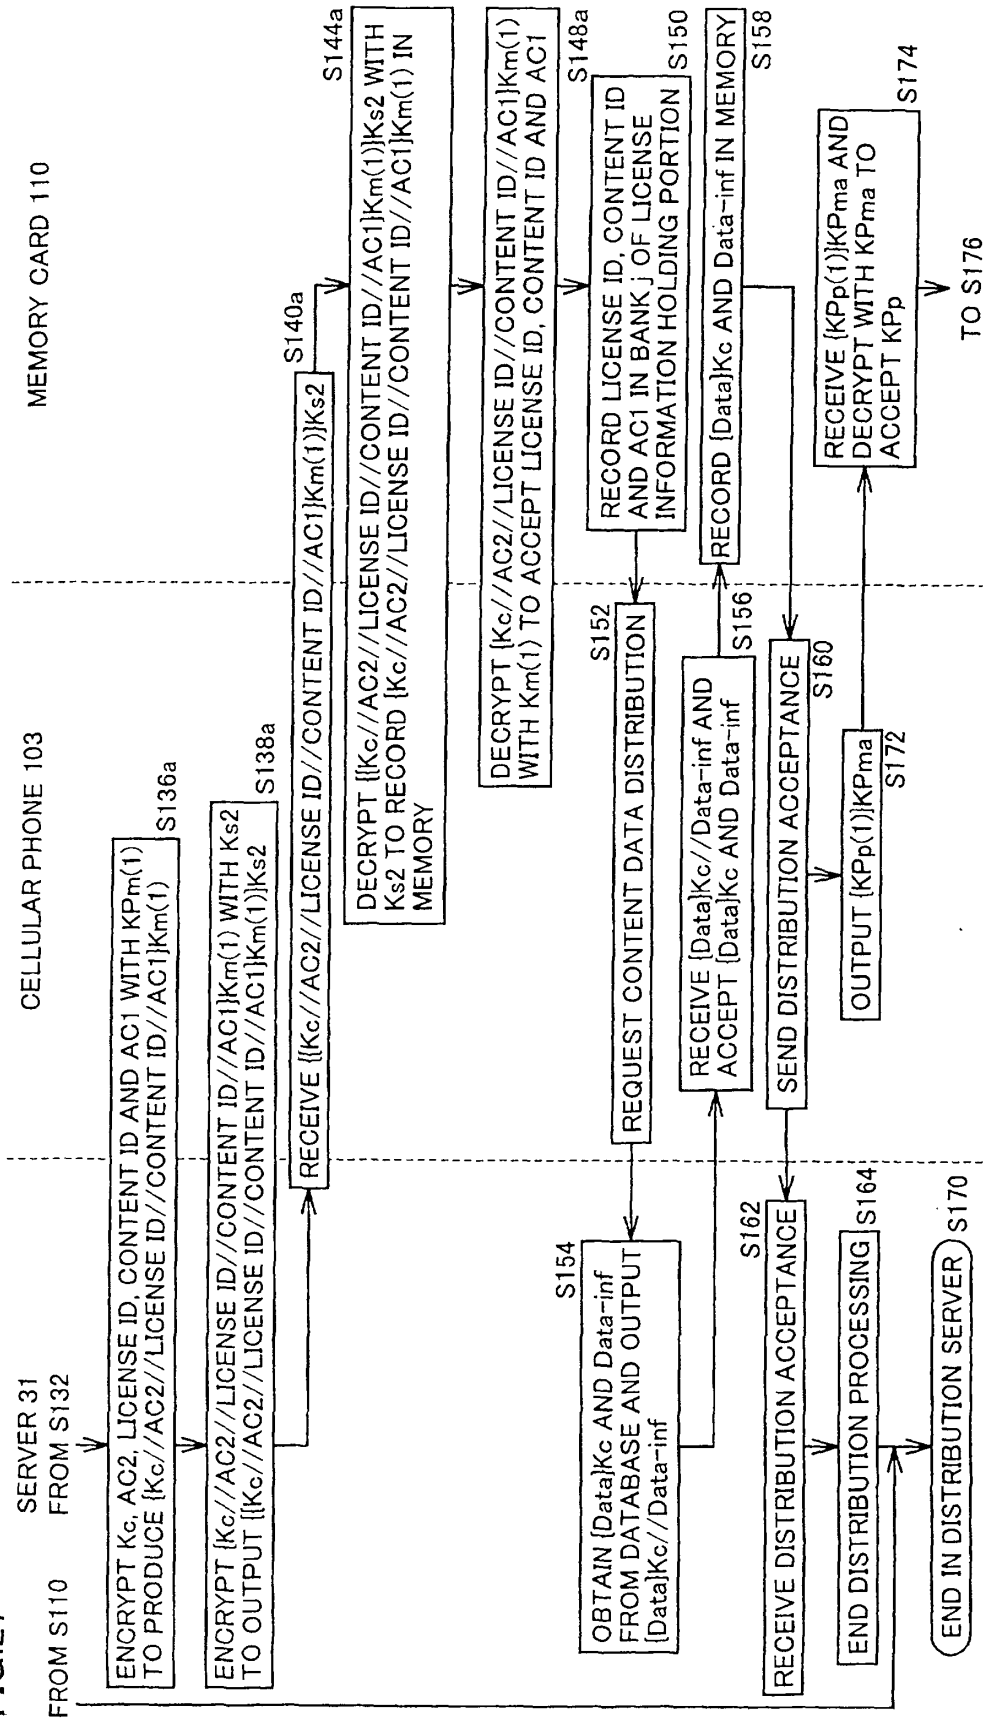 SERVER 31
CELLULAR PHONE 103
MEMORY CARD 110
FROM S110
FROM S132
ENCRYPT Kc, AC2, LICENSE ID, CONTENT ID AND AC1 WITH KPm(1)
TO PRODUCE {Kc//AC2//LICENSE ID//CONTENT ID//AC1}Km(1)
S136a
ENCRYPT {Kc//AC2//LICENSE ID//CONTENT ID//AC1}Km(1) WITH Ks2
TO OUTPUT {{Kc//AC2//LICENSE ID//CONTENT ID//AC1}Km(1)}Ks2
S138a
RECEIVE {{Kc//AC2//LICENSE ID//CONTENT ID//AC1}Km(1)}Ks2
S140a
S144a
DECRYPT {{Kc//AC2//LICENSE ID//CONTENT ID//AC1}Km(1)}Ks2 WITH
Ks2 TO RECORD {Kc//AC2//LICENSE ID//CONTENT ID//AC1}Km(1) IN
MEMORY
DECRYPT {Kc//AC2//LICENSE ID//CONTENT ID//AC1}Km(1)
WITH Km(1) TO ACCEPT LICENSE ID, CONTENT ID AND AC1
S148a
RECORD LICENSE ID, CONTENT ID
AND AC1 IN BANK j OF LICENSE
INFORMATION HOLDING PORTION
S150
S152
REQUEST CONTENT DATA DISTRIBUTION
S154
OBTAIN {Data}Kc AND Data-inf
FROM DATABASE AND OUTPUT
{Data}Kc//Data-inf
RECEIVE {Data}Kc//Data-inf AND
ACCEPT {Data}Kc AND Data-inf
S156
RECORD {Data}Kc AND Data-inf IN MEMORY
S158
SEND DISTRIBUTION ACCEPTANCE
S160
S162
RECEIVE DISTRIBUTION ACCEPTANCE
END DISTRIBUTION PROCESSING
S164
END IN DISTRIBUTION SERVER
S170
OUTPUT {KPp(1)}KPma
S172
RECEIVE {KPp(1)}KPma AND
DECRYPT WITH KPma TO
ACCEPT KPp
S174
TO S176